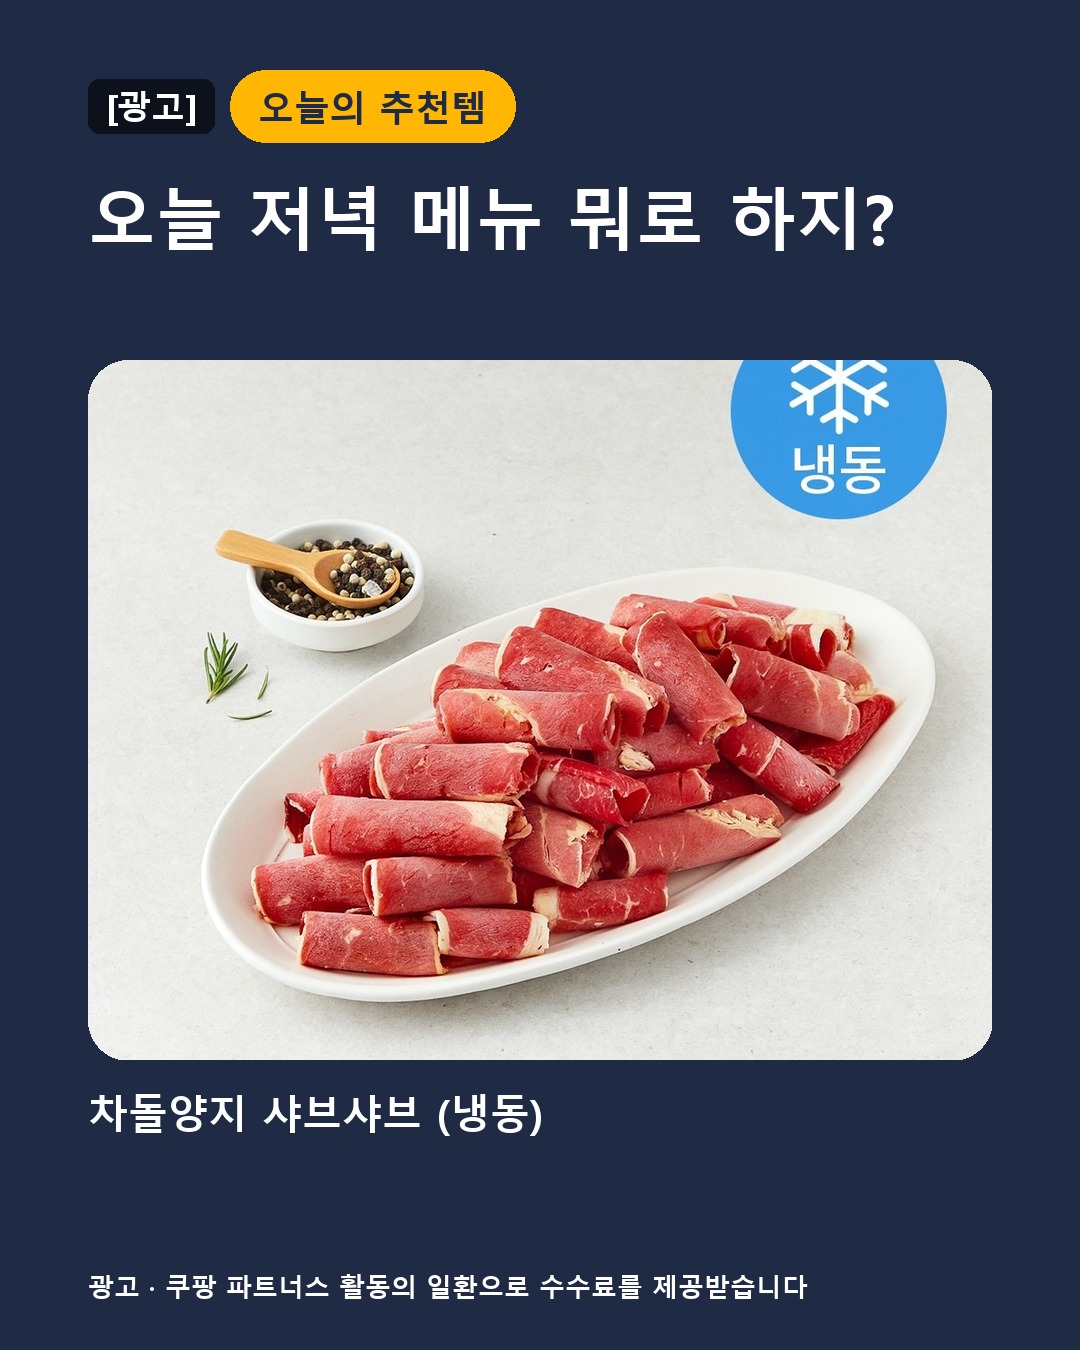 [광고] 오늘의 추천템
오늘 저녁 메뉴 뭐로 하지?
냉동
차돌양지 샤브샤브 (냉동)
광고 · 쿠팡 파트너스 활동의 일환으로 수수료를 제공받습니다